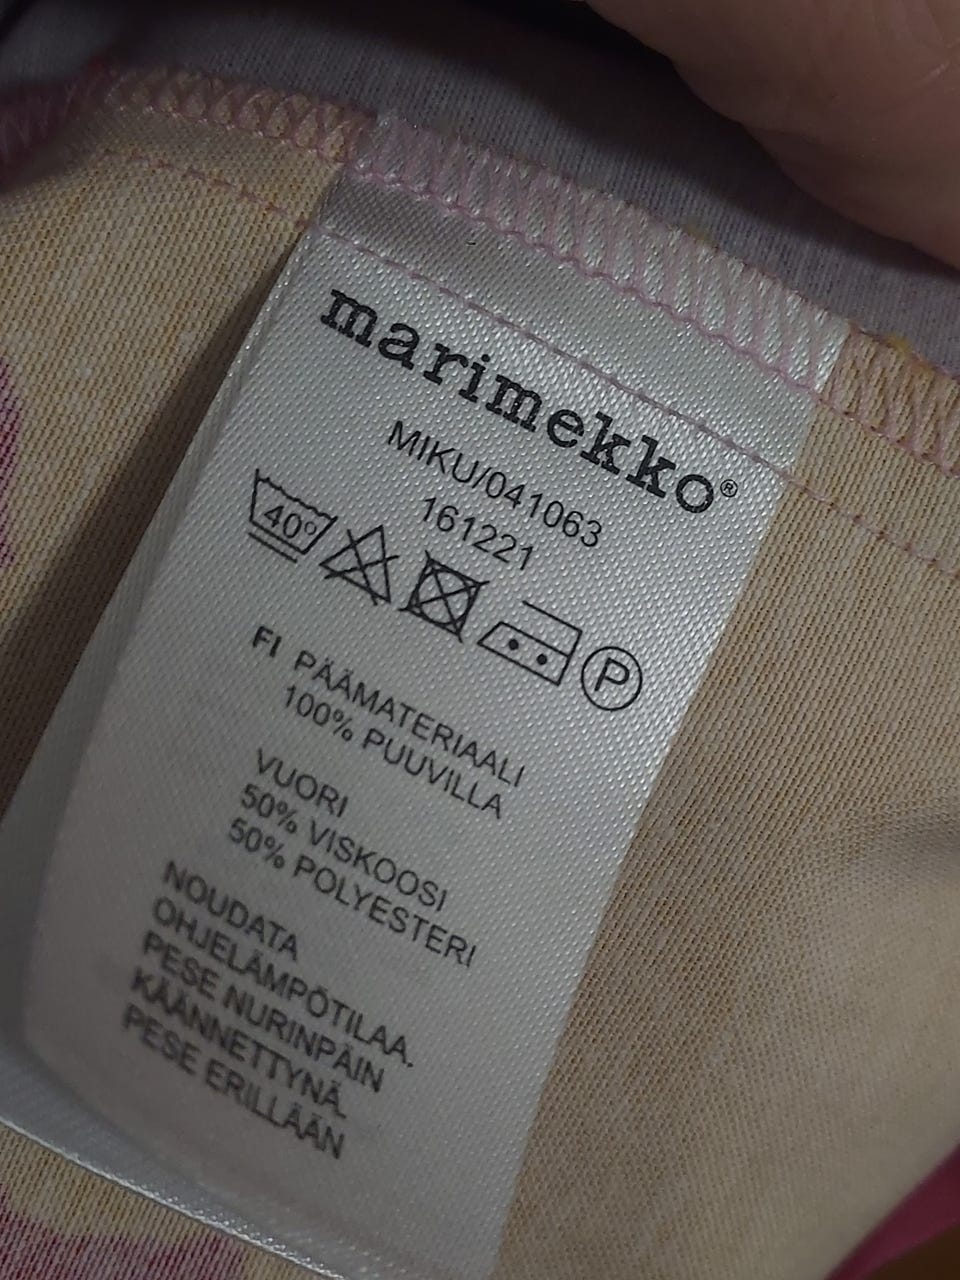 marimekko®
MIKU/041063
161221
40° P
FI PÄÄMATERIAALI
100% PUUVILLA
VUORI
50% VISKOOSI
50% POLYESTERI
NOUDATA
OHJELÄMPÖTILAA.
PESE NURINPÄIN
KÄÄNNETTYNÄ.
PESE ERILLÄÄN